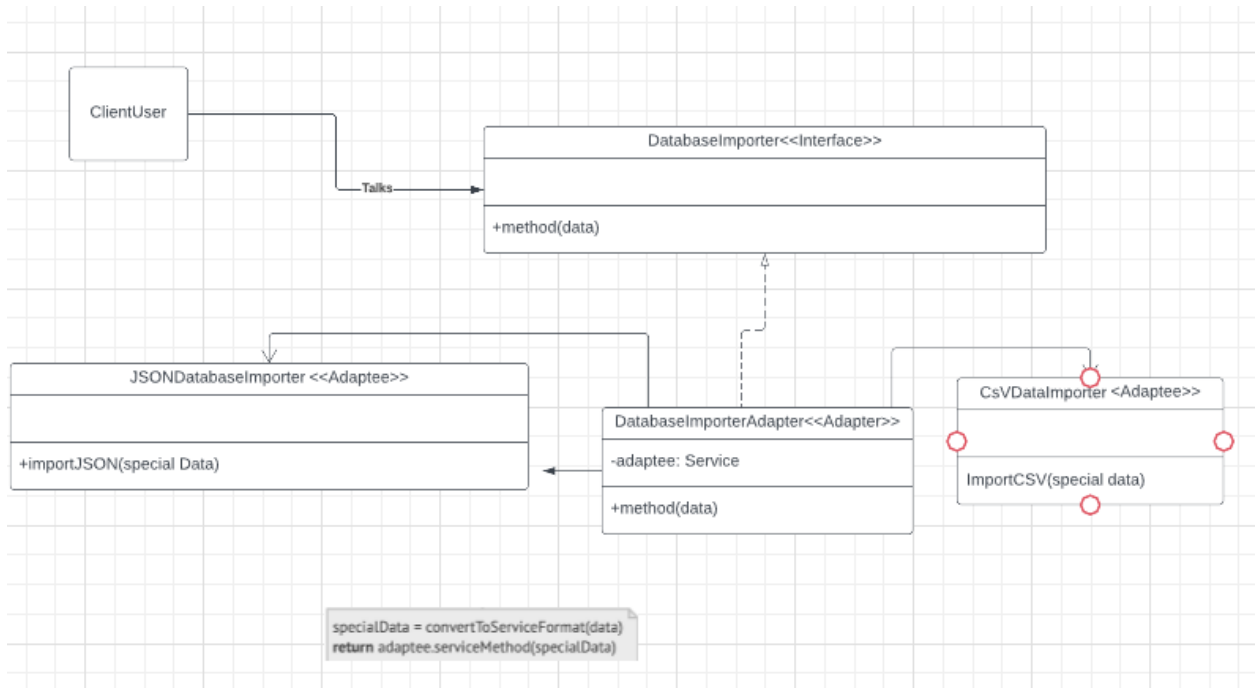 ClientUser
DatabaseImporter<<Interface>>
Talks
+method(data)
JSONDatabaseImporter <<Adaptee>>
+importJSON(special Data)
DatabaseImporterAdapter<<Adapter>>
-adaptee: Service
+method(data)
CsVDataImporter <Adaptee>>
ImportCSV(special data)
specialData = convertToServiceFormat(data)
return adaptee.serviceMethod(specialData)